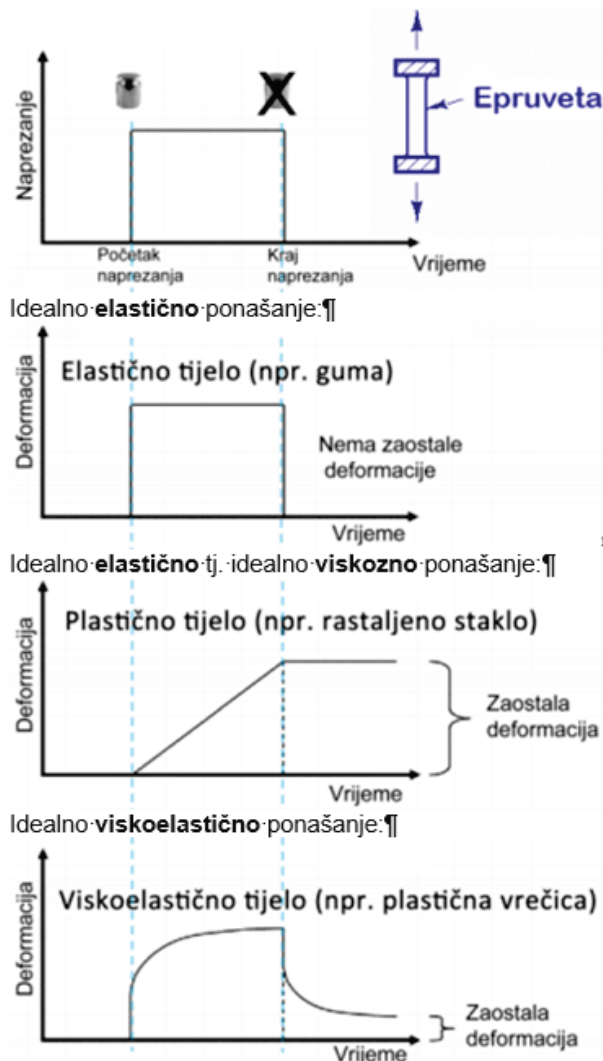 Naprezanje
Epruveta
Početak
naprezanja
Kraj
naprezanja
Vrijeme
Idealno·elastično·ponašanje:¶
Deformacija
Elastično tijelo (npr. guma)
Nema zaostale
deformacije
Vrijeme
Idealno·elastično·tj.·idealno·viskozno·ponašanje:¶
Deformacija
Plastično tijelo (npr. rastaljeno staklo)
Zaostala
deformacija
Vrijeme
Idealno·viskoelastično·ponašanje:¶
Deformacija
Viskoelastično tijelo (npr. plastična vrečica)
Zaostala
deformacija
Vrijeme